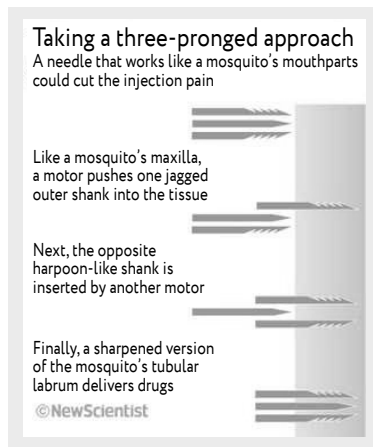 Taking a three-pronged approach
A needle that works like a mosquito's mouthparts
could cut the injection pain
Like a mosquito's maxilla,
a motor pushes one jagged
outer shank into the tissue
Next, the opposite
harpoon-like shank is
inserted by another motor
Finally, a sharpened version
of the mosquito's tubular
labrum delivers drugs
©NewScientist